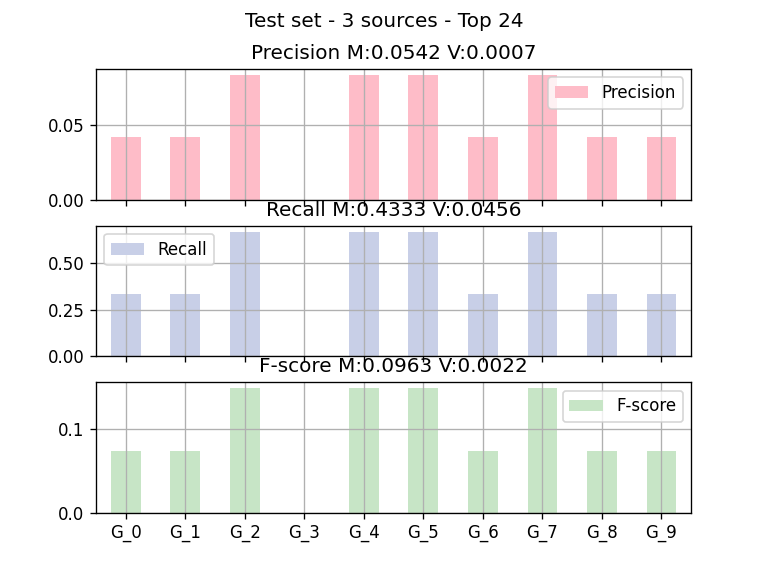 Test set - 3 sources - Top 24
Precision M:0.0542 V:0.0007
Precision
0.05
0.00
Recall M:0.4333 V:0.0456
Recall
0.50
0.25
0.00
F-score M:0.0963 V:0.0022
F-score
0.1
0.0
G_0 G_1 G_2 G_3 G_4 G_5 G_6 G_7 G_8 G_9